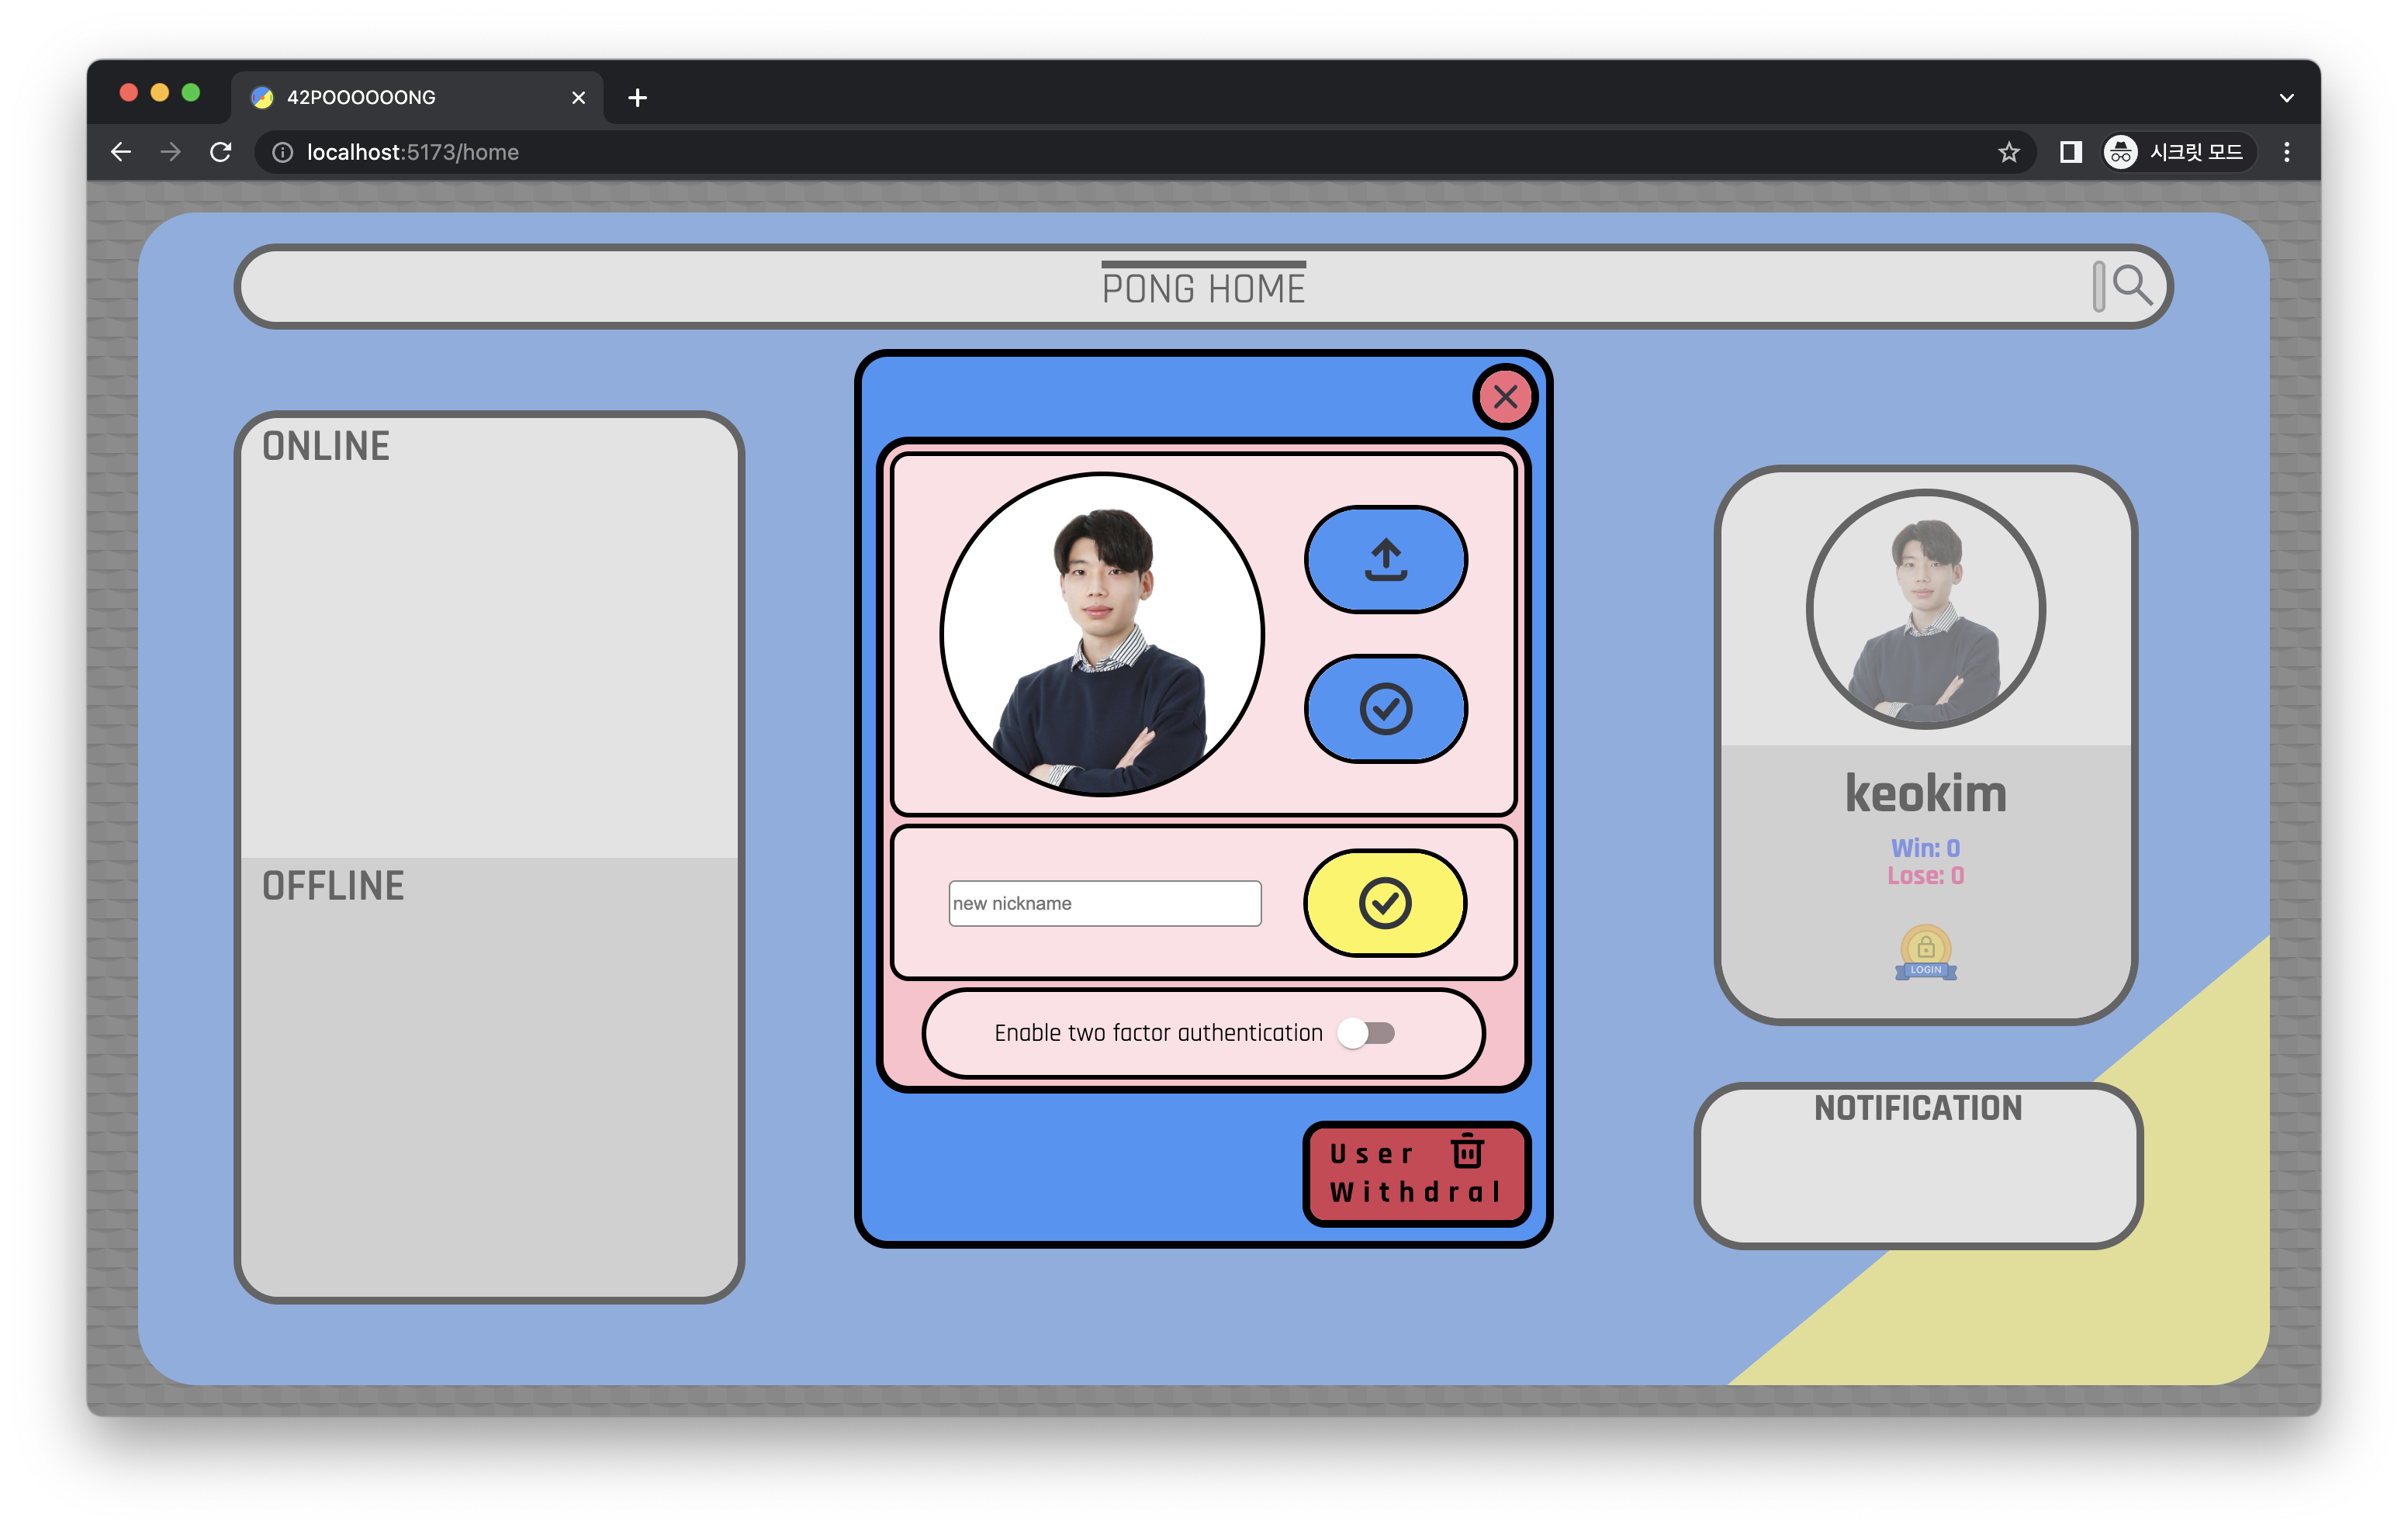 42POOOOOONG
localhost:5173/home
시크릿 모드
PONG HOME
ONLINE
OFFLINE
new nickname
Enable two factor authentication
User
Withdral
keokim
Win: 0
Lose: 0
LOGIN
NOTIFICATION